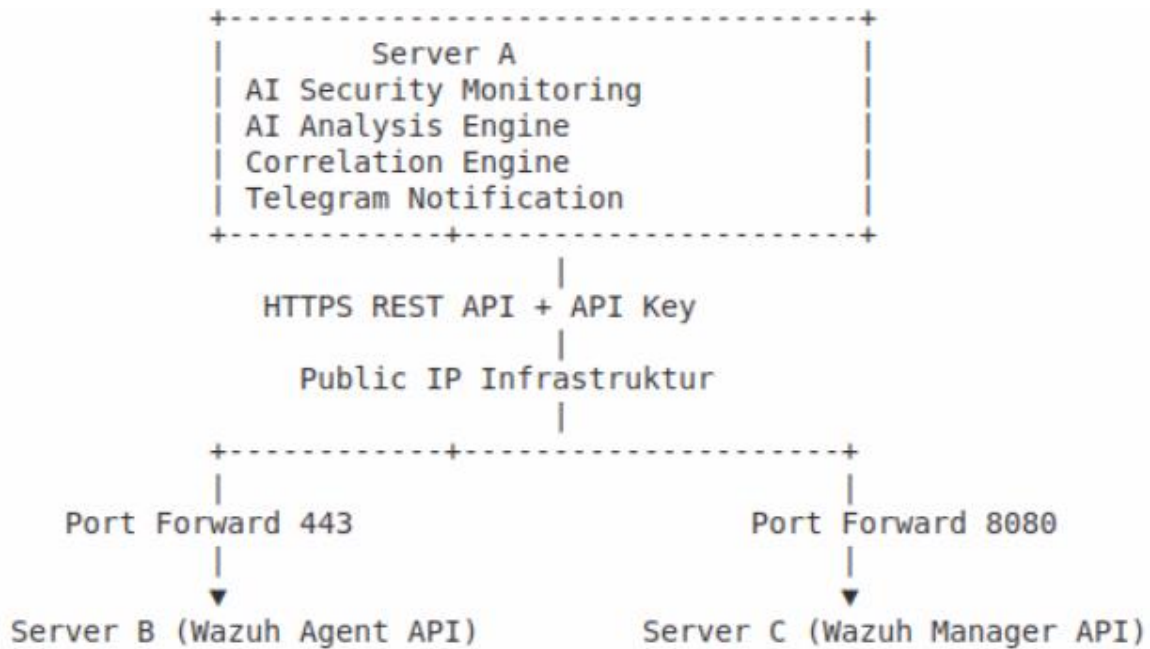 Server A
AI Security Monitoring
AI Analysis Engine
Correlation Engine
Telegram Notification
HTTPS REST API + API Key
Public IP Infrastruktur
Port Forward 443 Port Forward 8080
Server B (Wazuh Agent API) Server C (Wazuh Manager API)